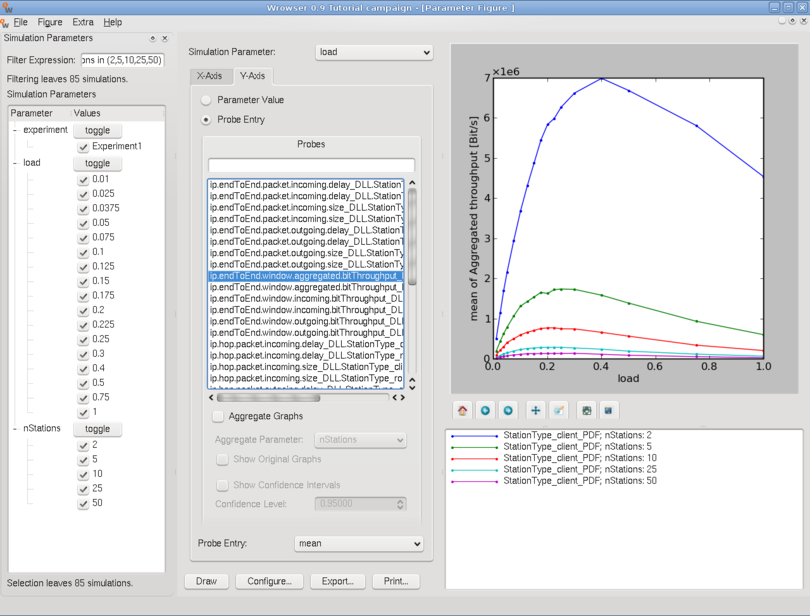 Wrowser 0.9 Tutorial campaign - [Parameter Figure ]
File Figure Extra Help
Simulation Parameters
Filter Expression: ons in (2,5,10,25,50)
Filtering leaves 85 simulations.
Simulation Parameters
Parameter Values
experiment toggle
Experiment1
load toggle
0.01
0.025
0.0375
0.05
0.075
0.1
0.125
0.15
0.175
0.2
0.225
0.25
0.3
0.4
0.5
0.75
1
nStations toggle
2
5
10
25
50
Selection leaves 85 simulations.
Simulation Parameter: load
X-Axis Y-Axis
Parameter Value
Probe Entry
Probes
ip.endToEnd.packet.incoming.delay_DLL.Station
ip.endToEnd.packet.incoming.delay_DLL.Station
ip.endToEnd.packet.incoming.size_DLL.StationTy
ip.endToEnd.packet.incoming.size_DLL.StationTy
ip.endToEnd.packet.outgoing.delay_DLL.Station
ip.endToEnd.packet.outgoing.delay_DLL.Station
ip.endToEnd.packet.outgoing.size_DLL.StationTy
ip.endToEnd.packet.outgoing.size_DLL.StationTy
ip.endToEnd.window.aggregated.bitThroughput_
ip.endToEnd.window.aggregated.bitThroughput_
ip.endToEnd.window.incoming.bitThroughput_DL
ip.endToEnd.window.incoming.bitThroughput_DL
ip.endToEnd.window.outgoing.bitThroughput_DL
ip.endToEnd.window.outgoing.bitThroughput_DL
ip.hop.packet.incoming.delay_DLL.StationType_c
ip.hop.packet.incoming.delay_DLL.StationType_r
ip.hop.packet.incoming.size_DLL.StationType_cli
ip.hop.packet.incoming.size_DLL.StationType_ro
Aggregate Graphs
Aggregate Parameter: nStations
Show Original Graphs
Show Confidence Intervals
Confidence Level: 0.95000
Probe Entry: mean
Draw Configure... Export... Print...
×1e6
7
6
5
4
3
2
1
0
mean of Aggregated throughput [Bit/s]
0.0 0.2 0.4 0.6 0.8 1.0
load
StationType_client_PDF; nStations: 2
StationType_client_PDF; nStations: 5
StationType_client_PDF; nStations: 10
StationType_client_PDF; nStations: 25
StationType_client_PDF; nStations: 50